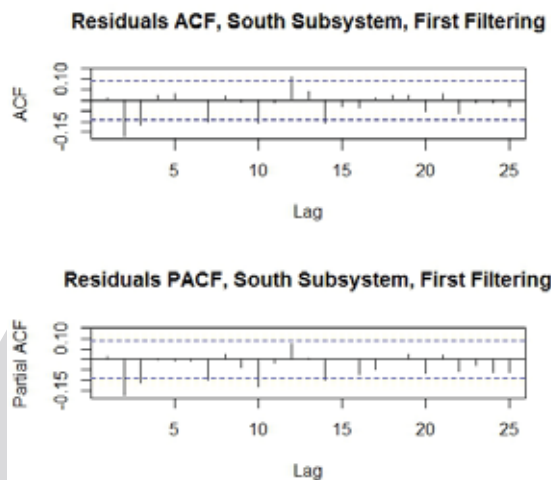 Residuals ACF, South Subsystem, First Filtering
ACF
0.10
-0.15
5 10 15 20 25
Lag
Residuals PACF, South Subsystem, First Filtering
Partial ACF
0.10
-0.15
5 10 15 20 25
Lag